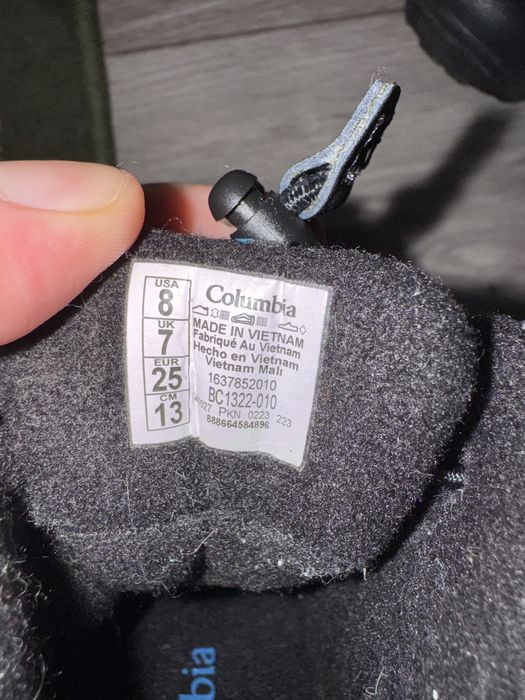 USA
8
UK
7
EUR
25
CM
13
Columbia
MADE IN VIETNAM
Fabriqué Au Vietnam
Hecho en Vietnam
Vietnam Malı
1637852010
BC1322-010
PKN 0223 223
888664584896
bia